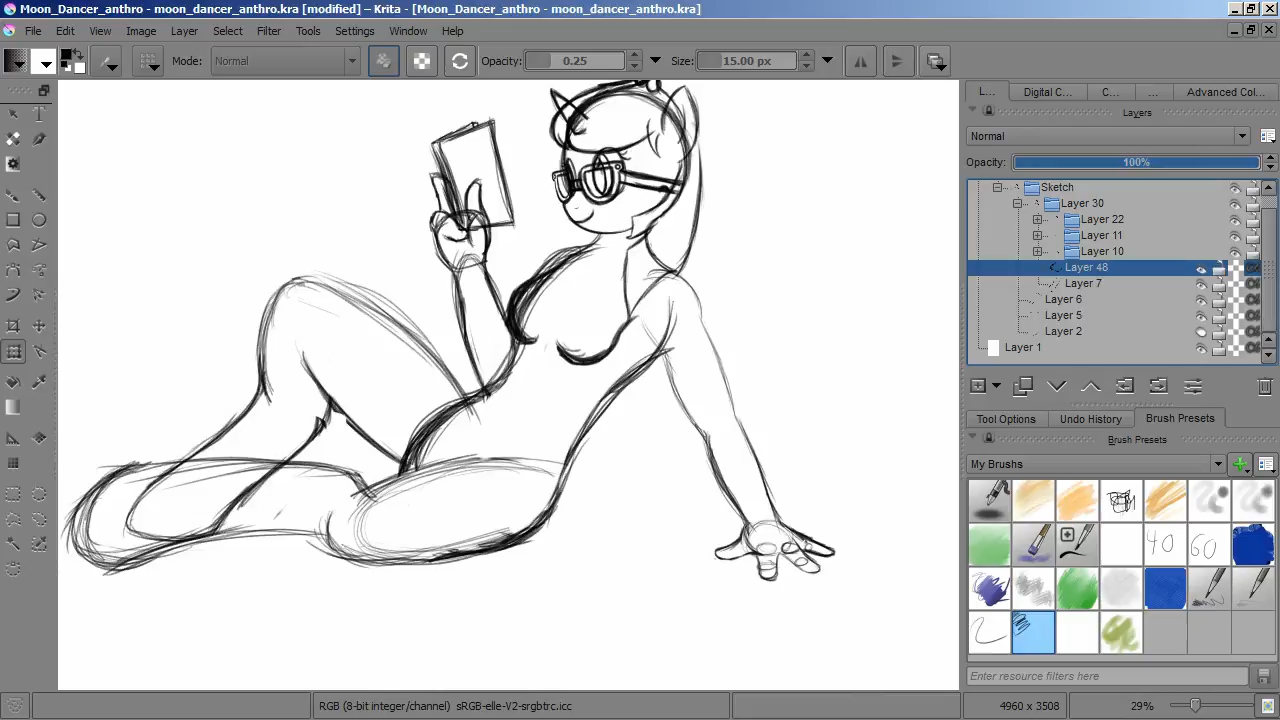 Moon_Dancer_anthro - moon_dancer_anthro.kra [modified] – Krita - [Moon_Dancer_anthro - moon_dancer_anthro.kra]
File Edit View Image Layer Select Filter Tools Settings Window Help
Mode: Normal Opacity: 0.25 Size: 15.00 px
L... Digital C... C... ... Advanced Col...
Layers
Normal
Opacity: 100%
Sketch
Layer 30
Layer 22
Layer 11
Layer 10
Layer 48
Layer 7
Layer 6
Layer 5
Layer 2
Layer 1
Tool Options Undo History Brush Presets
Brush Presets
My Brushes
40 60
Enter resource filters here
RGB (8-bit integer/channel) sRGB-elle-V2-srgbtrc.icc 4960 x 3508 29%